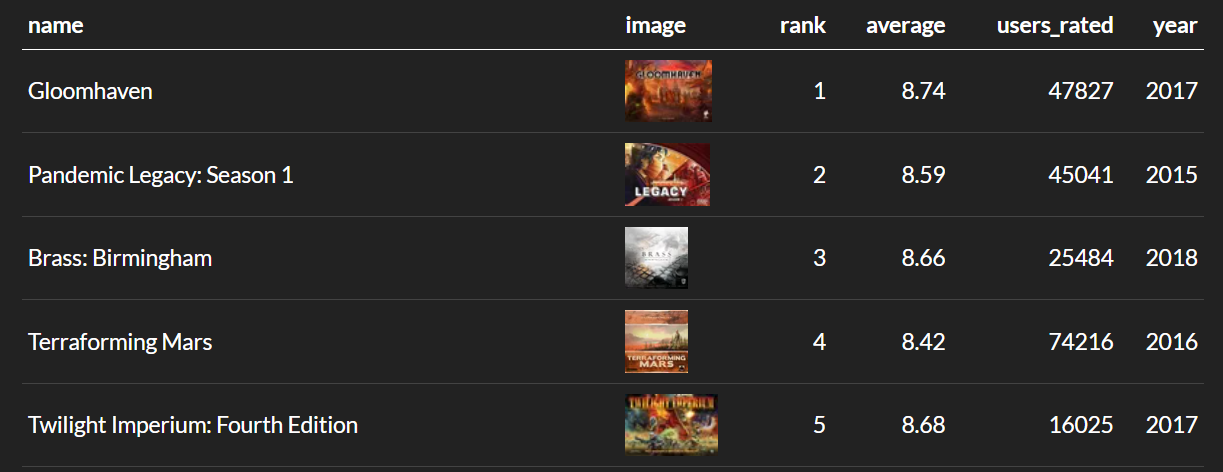 name image rank average users_rated year
Gloomhaven GLOOMHAVEN 1 8.74 47827 2017
Pandemic Legacy: Season 1 LEGACY 2 8.59 45041 2015
Brass: Birmingham BRASS 3 8.66 25484 2018
Terraforming Mars TERRAFORMING MARS 4 8.42 74216 2016
Twilight Imperium: Fourth Edition TWILIGHT IMPERIUM 5 8.68 16025 2017